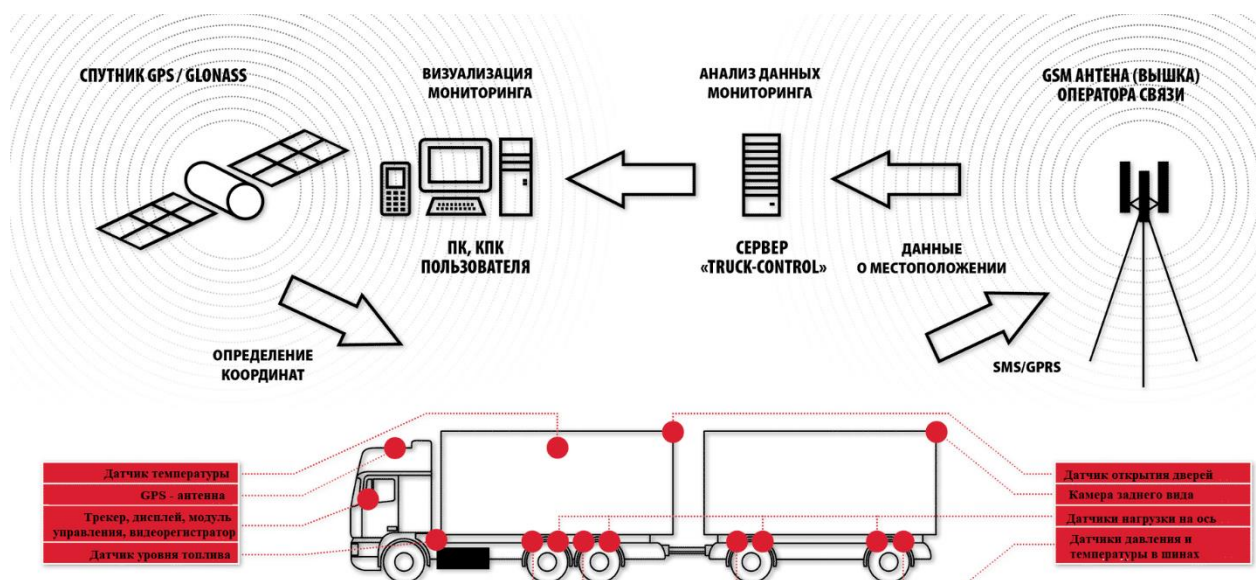 СПУТНИК GPS / GLONASS
ВИЗУАЛИЗАЦИЯ
МОНИТОРИНГА
АНАЛИЗ ДАННЫХ
МОНИТОРИНГА
GSM АНТЕНА (ВЫШКА)
ОПЕРАТОРА СВЯЗИ
ПК, КПК
ПОЛЬЗОВАТЕЛЯ
СЕРВЕР
«TRUCK-CONTROL»
ДАННЫЕ
О МЕСТОПОЛОЖЕНИИ
ОПРЕДЕЛЕНИЕ
КООРДИНАТ
SMS/GPRS
Датчик температуры
GPS - антенна
Трекер, дисплей, модуль
управления, видеорегистратор
Датчик уровня топлива
Датчик открытия дверей
Камера заднего вида
Датчики нагрузки на ось
Датчики давления и
температуры в шинах